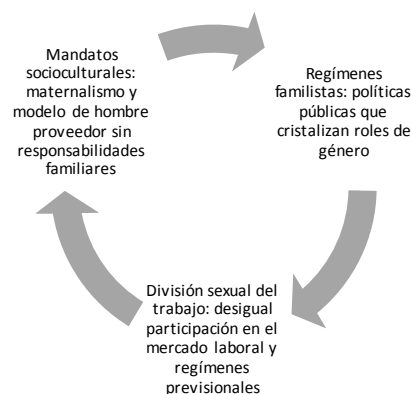 Mandatos
socioculturales:
maternalismo y
modelo de hombre
proveedor sin
responsabilidades
familiares
Regímenes
familistas: políticas
públicas que
cristalizan roles de
género
División sexual del
trabajo: desigual
participación en el
mercado laboral y
regímenes
previsionales